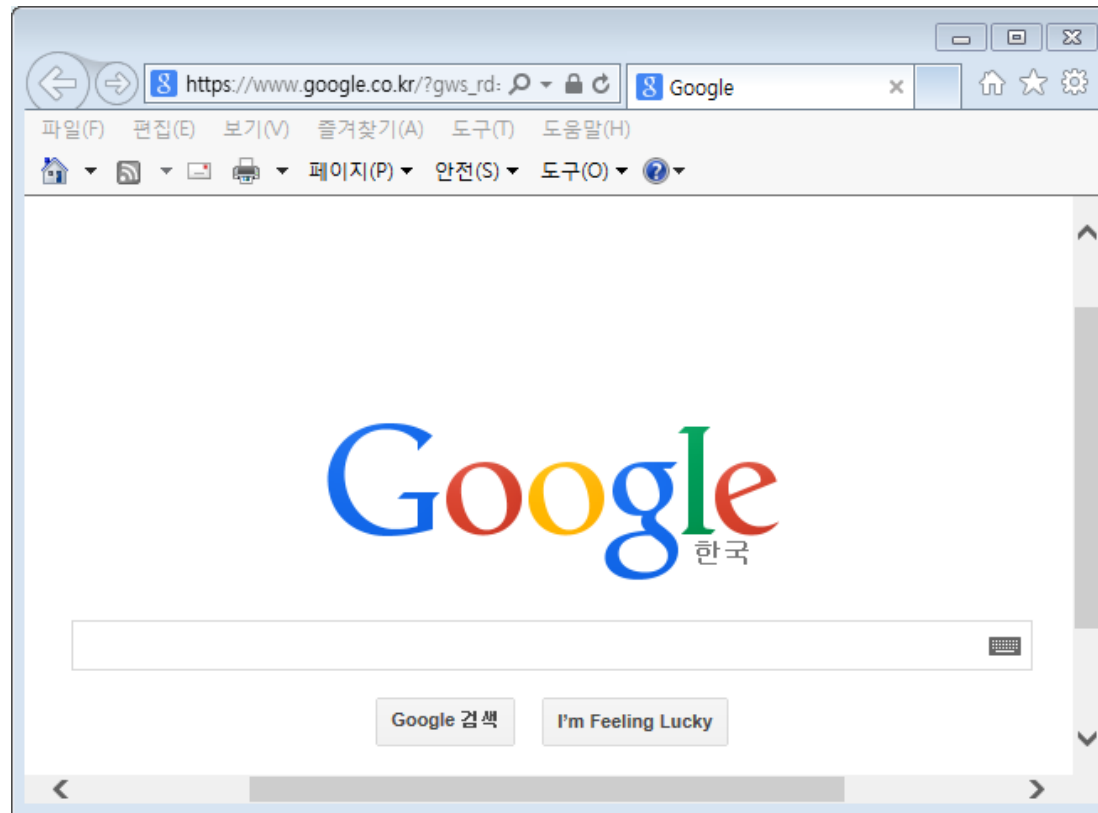 https://www.google.co.kr/?gws_rd=
Google
파일(F) 편집(E) 보기(V) 즐겨찾기(A) 도구(T) 도움말(H)
페이지(P) 안전(S) 도구(O)
Google
한국
Google 검색 I'm Feeling Lucky